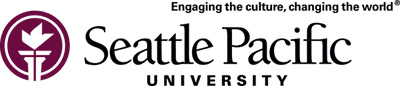 Engaging the culture, changing the world®
Seattle Pacific
UNIVERSITY